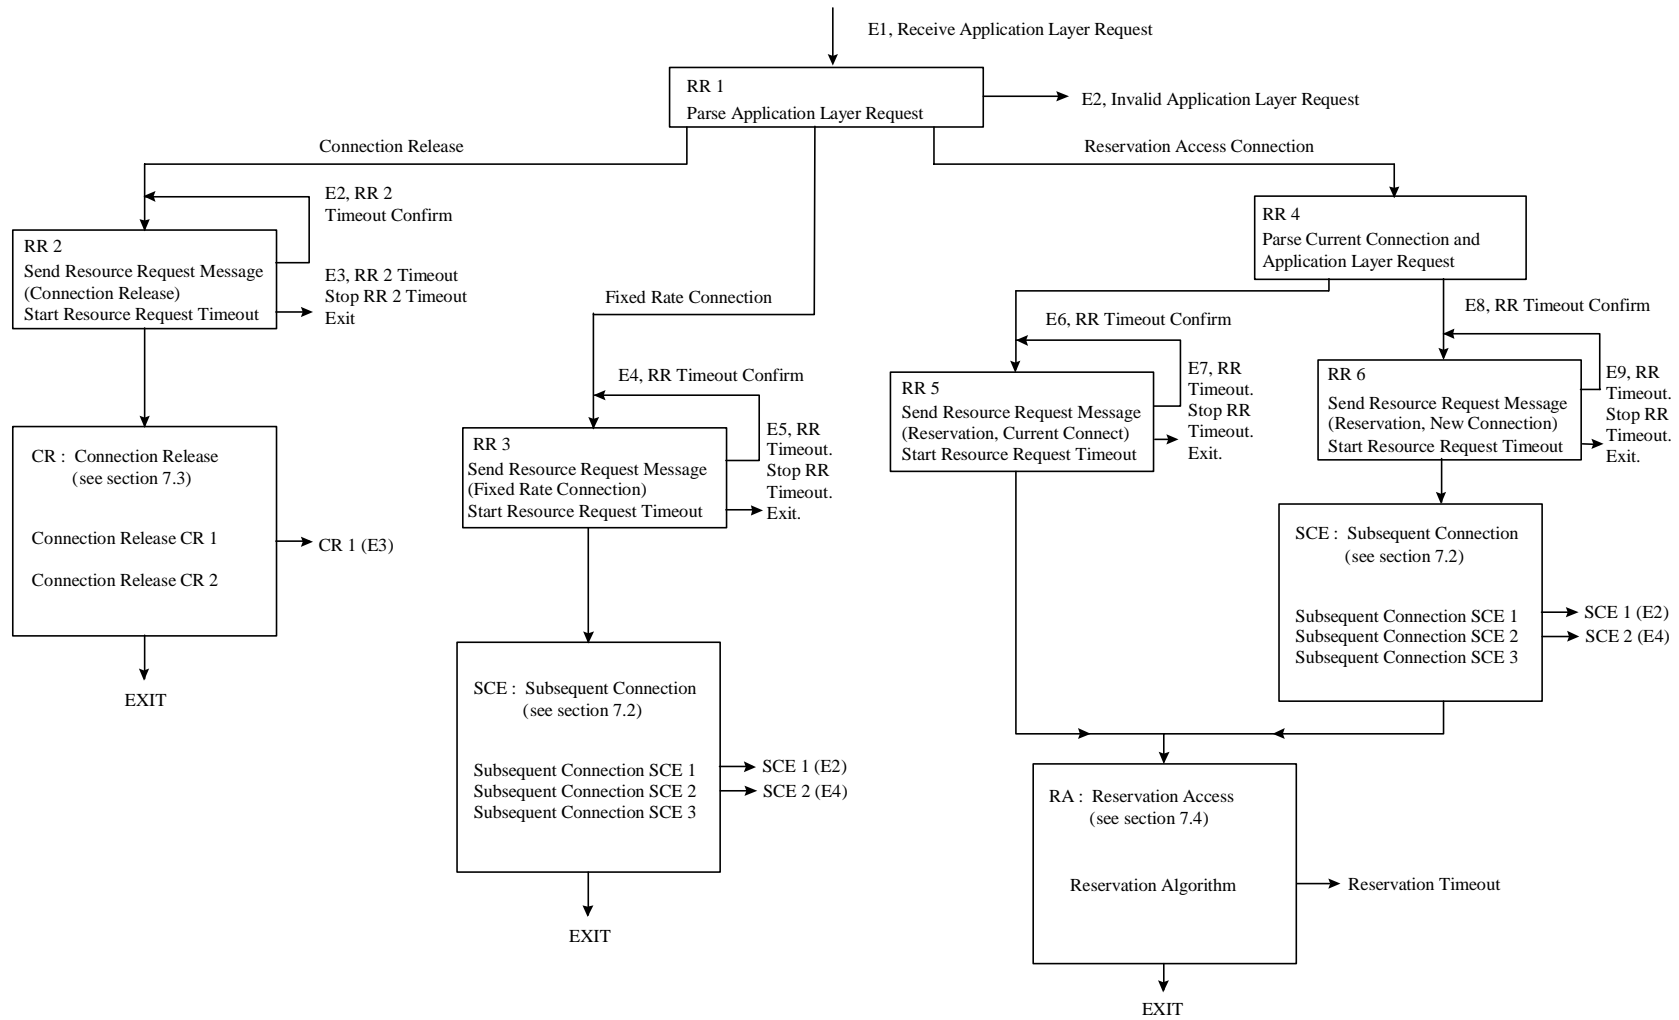 E1, Receive Application Layer Request
RR 1
Parse Application Layer Request
E2, Invalid Application Layer Request
Connection Release
Reservation Access Connection
E2, RR 2
Timeout Confirm
RR 2
Send Resource Request Message
(Connection Release)
Start Resource Request Timeout
E3, RR 2 Timeout
Stop RR 2 Timeout
Exit
Fixed Rate Connection
RR 4
Parse Current Connection and
Application Layer Request
E4, RR Timeout Confirm
E6, RR Timeout Confirm
E8, RR Timeout Confirm
RR 3
Send Resource Request Message
(Fixed Rate Connection)
Start Resource Request Timeout
E5, RR
Timeout.
Stop RR
Timeout.
Exit.
RR 5
Send Resource Request Message
(Reservation, Current Connect)
Start Resource Request Timeout
E7, RR
Timeout.
Stop RR
Timeout.
Exit.
RR 6
Send Resource Request Message
(Reservation, New Connection)
Start Resource Request Timeout
E9, RR
Timeout.
Stop RR
Timeout.
Exit.
CR : Connection Release
(see section 7.3)
Connection Release CR 1
Connection Release CR 2
CR 1 (E3)
EXIT
SCE : Subsequent Connection
(see section 7.2)
Subsequent Connection SCE 1
Subsequent Connection SCE 2
Subsequent Connection SCE 3
SCE 1 (E2)
SCE 2 (E4)
EXIT
SCE : Subsequent Connection
(see section 7.2)
Subsequent Connection SCE 1
Subsequent Connection SCE 2
Subsequent Connection SCE 3
SCE 1 (E2)
SCE 2 (E4)
RA : Reservation Access
(see section 7.4)
Reservation Algorithm
Reservation Timeout
EXIT